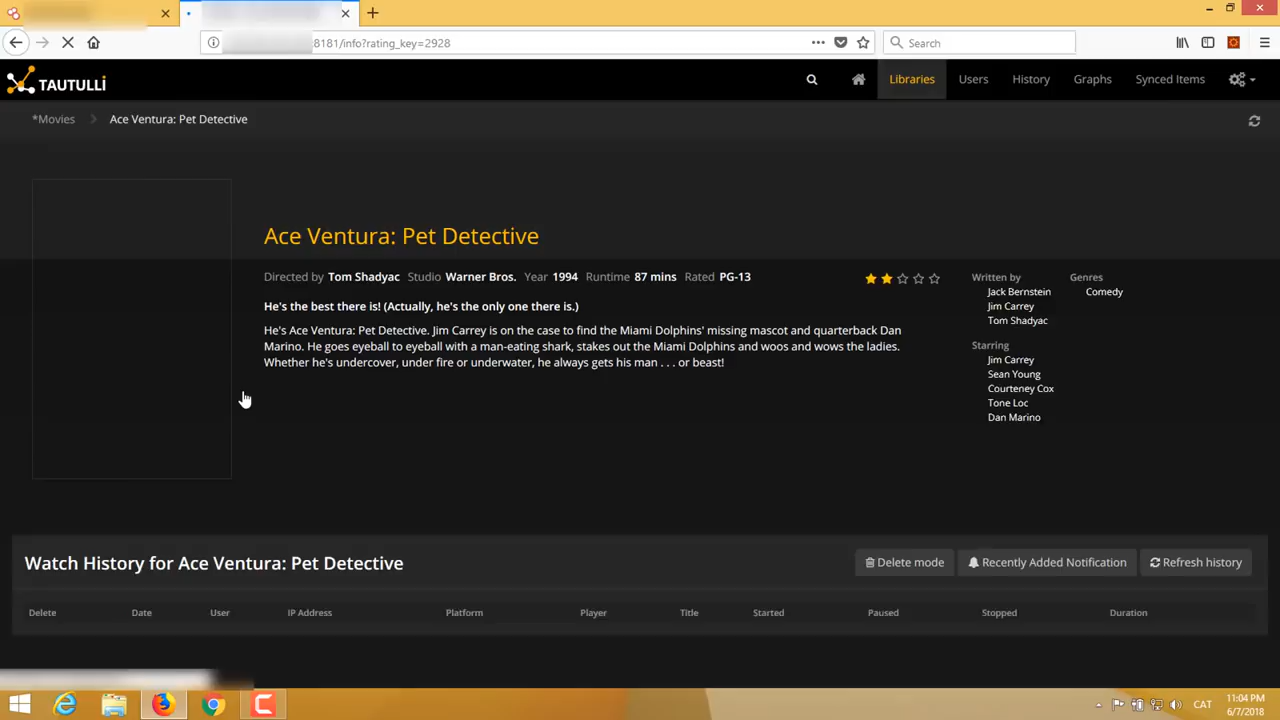 :8181/info?rating_key=2928
Search
TAUTULLi
Libraries
Users
History
Graphs
Synced Items
*Movies
Ace Ventura: Pet Detective
Ace Ventura: Pet Detective
Directed by Tom Shadyac Studio Warner Bros. Year 1994 Runtime 87 mins Rated PG-13
He's the best there is! (Actually, he's the only one there is.)
He's Ace Ventura: Pet Detective. Jim Carrey is on the case to find the Miami Dolphins' missing mascot and quarterback Dan
Marino. He goes eyeball to eyeball with a man-eating shark, stakes out the Miami Dolphins and woos and wows the ladies.
Whether he's undercover, under fire or underwater, he always gets his man . . . or beast!
Written by
Jack Bernstein
Jim Carrey
Tom Shadyac
Genres
Comedy
Starring
Jim Carrey
Sean Young
Courteney Cox
Tone Loc
Dan Marino
Watch History for Ace Ventura: Pet Detective
Delete mode
Recently Added Notification
Refresh history
Delete Date User IP Address Platform Player Title Started Paused Stopped Duration
CAT
11:04 PM
6/7/2018